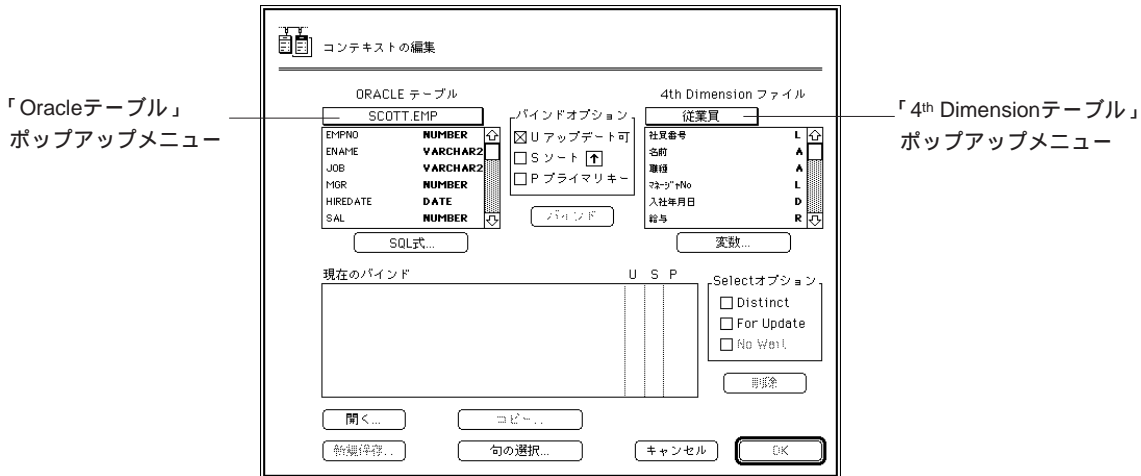 コンテキストの編集
「Oracleテーブル」
ポップアップメニュー
ORACLE テーブル
SCOTT.EMP
EMPNO NUMBER
ENAME VARCHAR2
JOB VARCHAR2
MGR NUMBER
HIREDATE DATE
SAL NUMBER
SQL式...
バインドオプション
U アップデート可
S ソート
P プライマリキー
バインド
4th Dimension ファイル
従業員
社員番号 L
名前 A
職種 A
マネージャNo L
入社年月日 D
給与 R
変数...
「4th Dimensionテーブル」
ポップアップメニュー
現在のバインド U S P
Selectオプション
Distinct
For Update
No Wait
削除
開く...
コピー...
新規保存...
句の選択...
キャンセル
OK